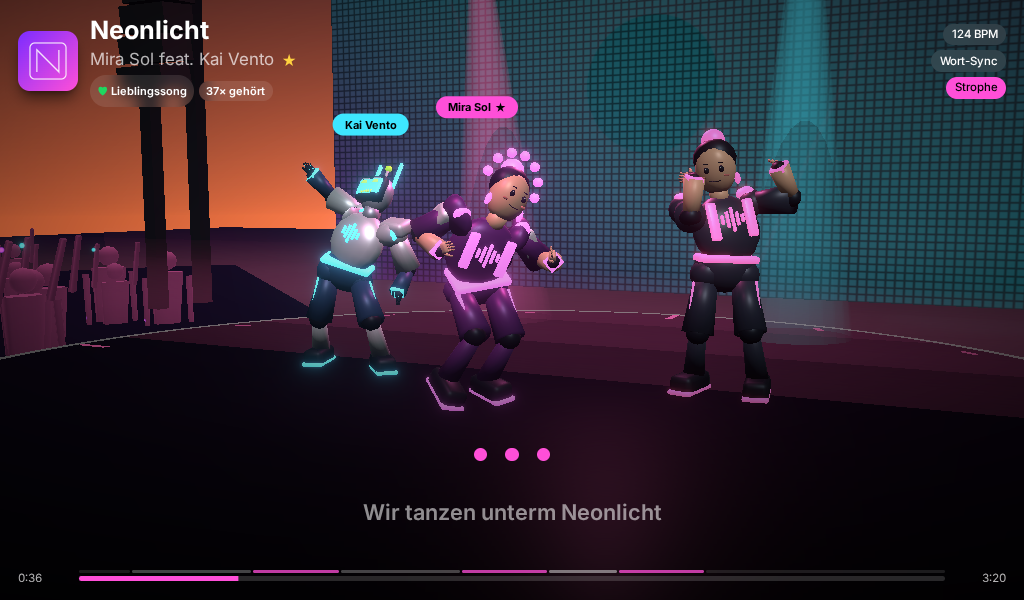 N
Neonlicht
Mira Sol feat. Kai Vento ★
Lieblingssong
37× gehört
124 BPM
Wort-Sync
Strophe
Mira Sol ★
Kai Vento
Wir tanzen unterm Neonlicht
0:36
3:20